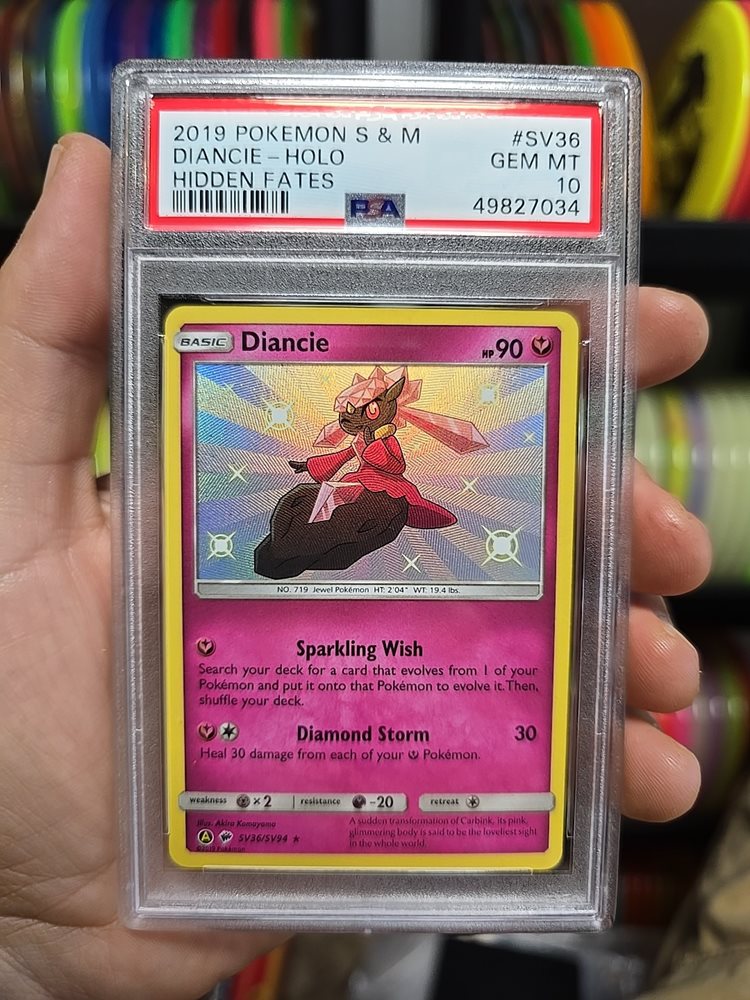 2019 POKEMON S & M #SV36
DIANCIE - HOLO GEM MT
HIDDEN FATES 10
PSA 49827034
BASIC Diancie HP 90
NO. 719 Jewel Pokémon HT: 2'04" WT: 19.4 lbs.
Sparkling Wish
Search your deck for a card that evolves from 1 of your
Pokémon and put it onto that Pokémon to evolve it. Then,
shuffle your deck.
Diamond Storm 30
Heal 30 damage from each of your Pokémon.
weakness ×2 resistance -20 retreat
Illus. Akira Komayama
A SV36/SV94
©2019 Pokémon
A sudden transformation of Carbink, its pink,
glimmering body is said to be the loveliest sight
in the whole world.